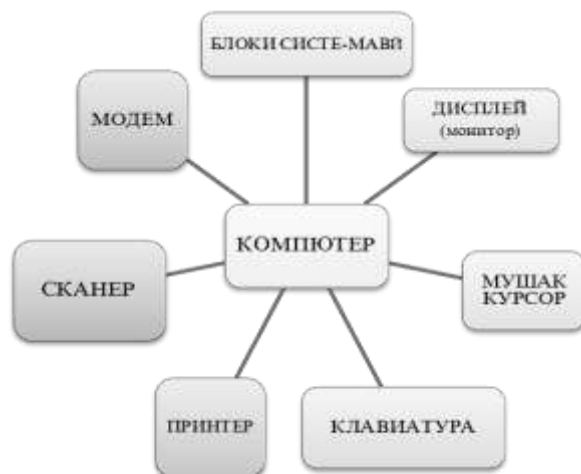 БЛОКИ СИСТЕ-МАВӢ
МОДЕМ
ДИСПЛЕЙ
(монитор)
КОМПЮТЕР
СКАНЕР
МУШАК
КУРСОР
ПРИНТЕР
КЛАВИАТУРА